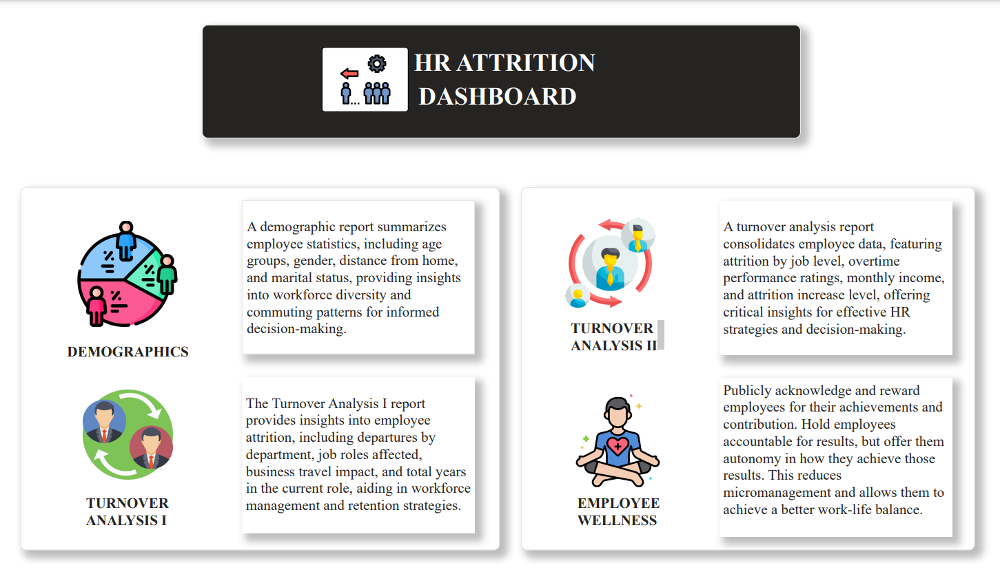 HR ATTRITION
DASHBOARD
A demographic report summarizes
employee statistics, including age
groups, gender, distance from home,
and marital status, providing insights
into workforce diversity and
commuting patterns for informed
decision-making.
DEMOGRAPHICS
The Turnover Analysis I report
provides insights into employee
attrition, including departures by
department, job roles affected,
business travel impact, and total years
in the current role, aiding in workforce
management and retention strategies.
TURNOVER
ANALYSIS I
A turnover analysis report
consolidates employee data, featuring
attrition by job level, overtime
performance ratings, monthly income,
and attrition increase level, offering
critical insights for effective HR
strategies and decision-making.
TURNOVER
ANALYSIS II
Publicly acknowledge and reward
employees for their achievements and
contribution. Hold employees
accountable for results, but offer them
autonomy in how they achieve those
results. This reduces
micromanagement and allows them to
achieve a better work-life balance.
EMPLOYEE
WELLNESS